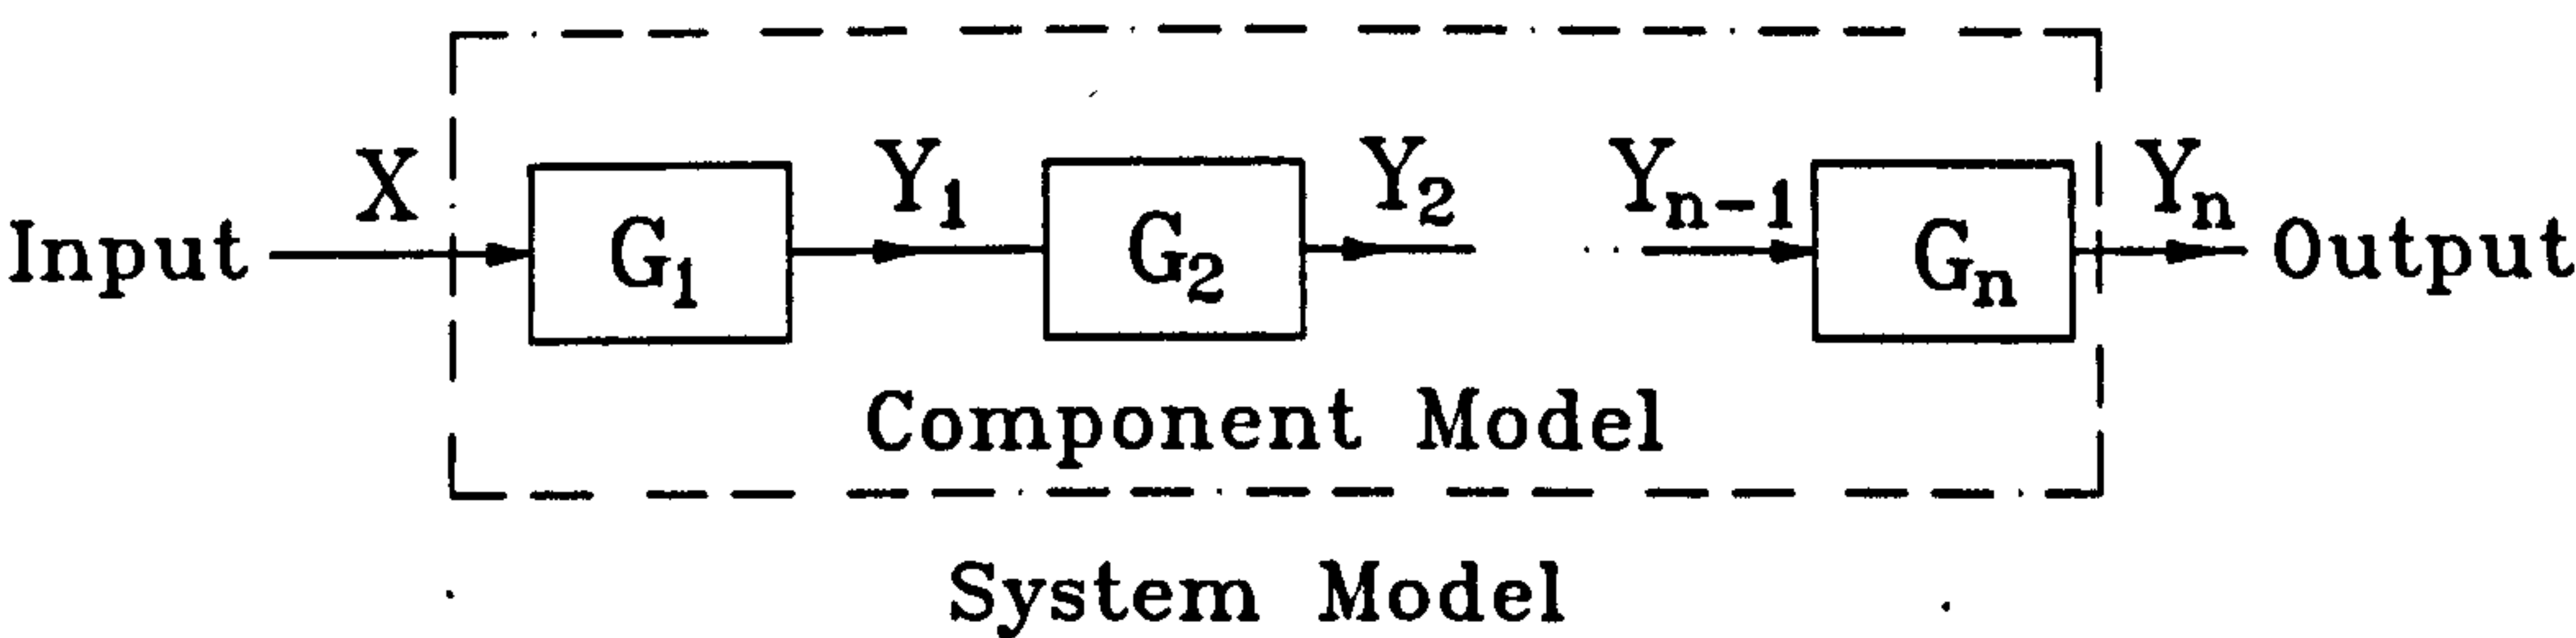 Input X G₁ Y₁ G₂ Y₂ .. Yₙ₋₁ Gₙ Yₙ Output
Component Model
System Model